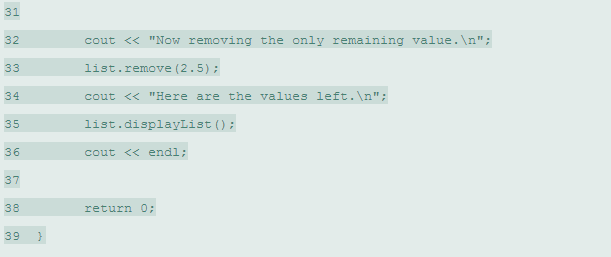 31
32        cout << "Now removing the only remaining value.\n";
33        list.remove(2.5);
34        cout << "Here are the values left.\n";
35        list.displayList();
36        cout << endl;
37
38        return 0;
39  }